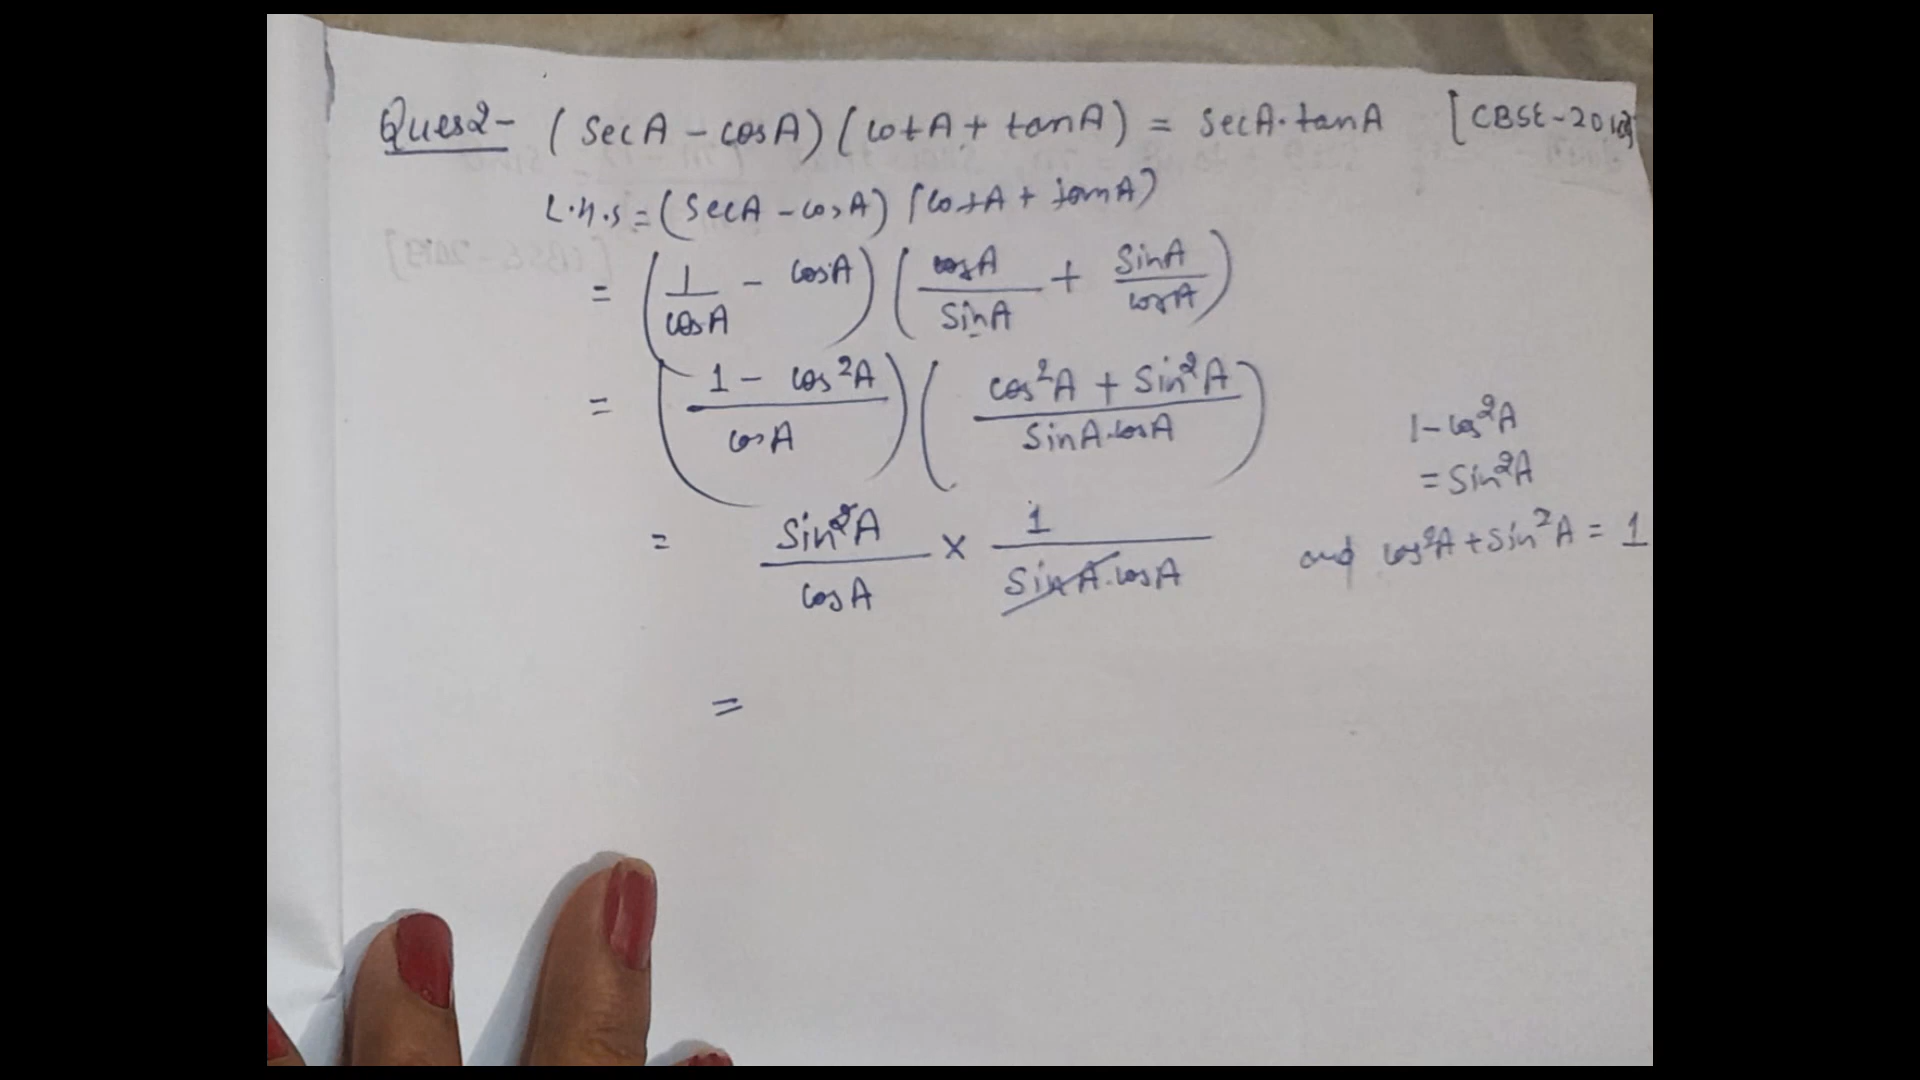 Ques2- (SecA - cosA)(cotA + tanA) = SecA·tanA [CBSE-2019]
L.H.S = (SecA - cosA) (cotA + tanA)
= (1/cosA - cosA) (cosA/SinA + SinA/cosA)
= ((1 - cos²A)/cosA) ((cos²A + Sin²A)/(SinA·cosA))
1-cos²A
= Sin²A
= Sin²A/cosA × 1/(SinA·cosA)
and cos²A + Sin²A = 1
=